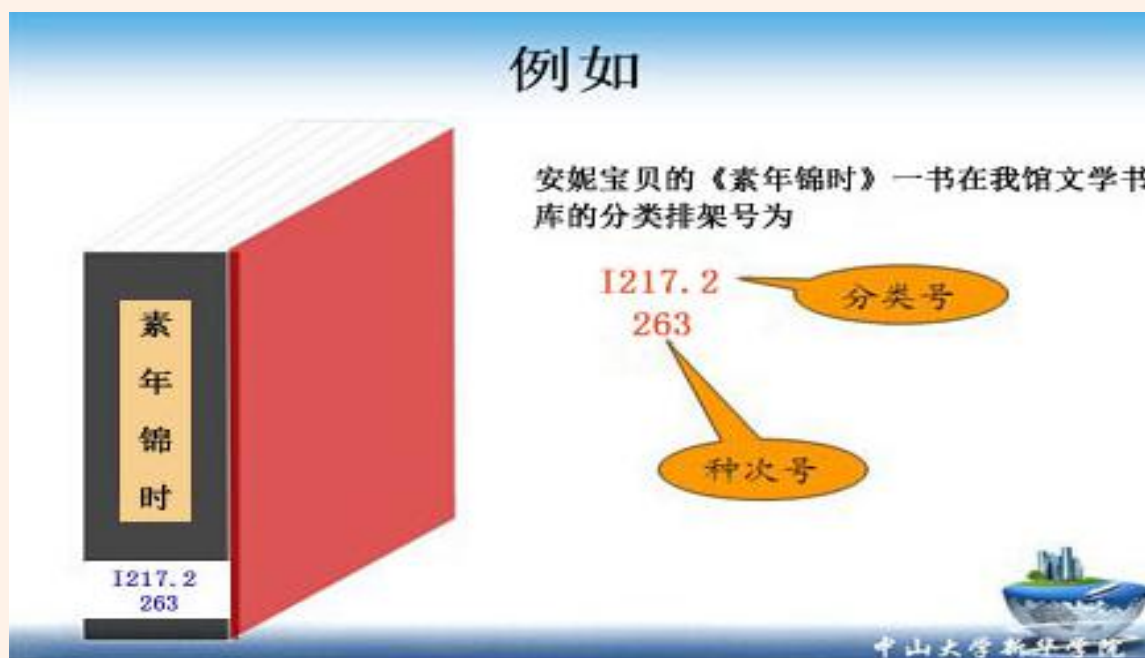 例如
素年锦时
I217.2
263
安妮宝贝的《素年锦时》一书在我馆文学书
库的分类排架号为
I217.2
分类号
263
种次号
中山大学新华学院